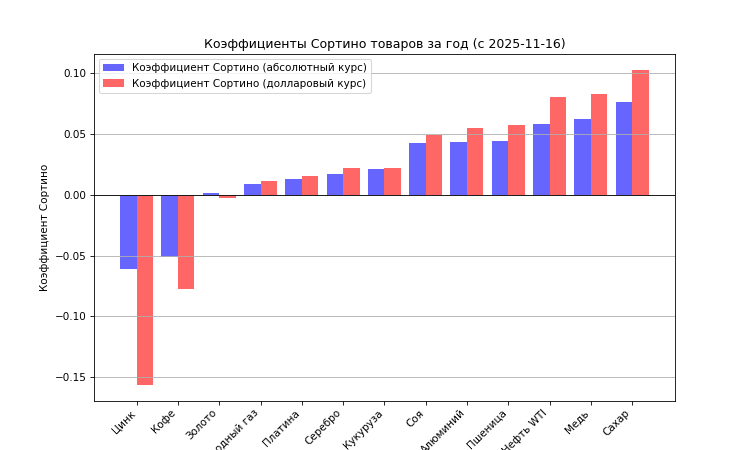 Коэффициенты Сортино товаров за год (с 2025-11-16)
Коэффициент Сортино (абсолютный курс)
Коэффициент Сортино (долларовый курс)
Коэффициент Сортино
0.10
0.05
0.00
−0.05
−0.10
−0.15
Цинк
Кофе
Золото
одный газ
Платина
Серебро
Кукуруза
Соя
Алюминий
Пшеница
Нефть WTI
Медь
Сахар